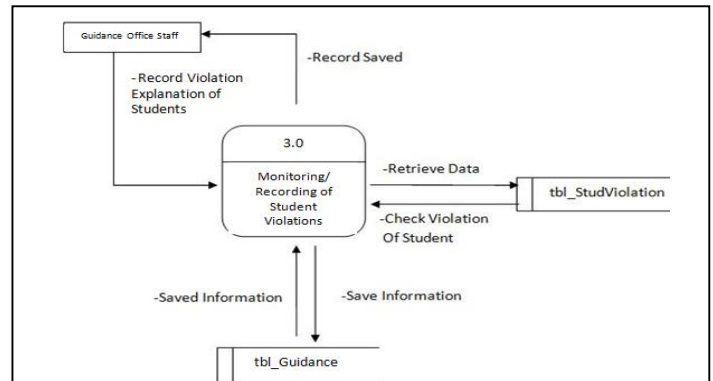 Guidance Office Staff
-Record Saved
-Record Violation
Explanation of
Students
3.0
Monitoring/
Recording of
Student
Violations
-Retrieve Data
tbl_StudViolation
-Check Violation
Of Student
-Saved Information
-Save Information
tbl_Guidance